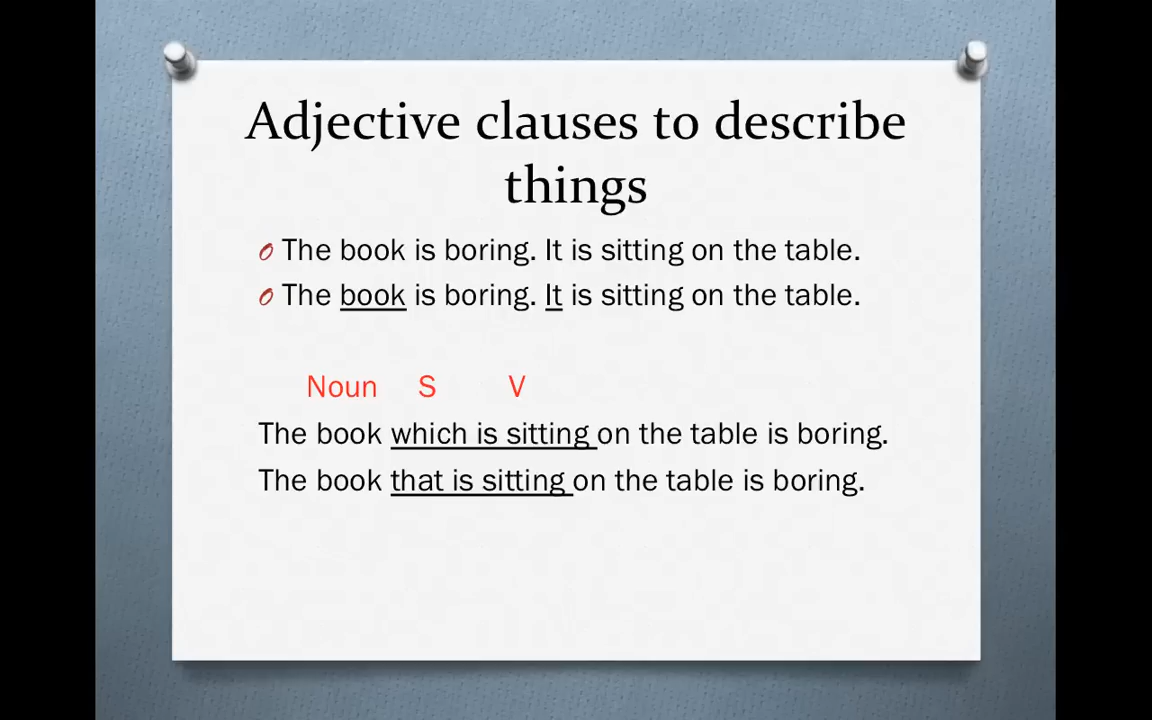 Adjective clauses to describe
things
The book is boring. It is sitting on the table.
The book is boring. It is sitting on the table.
Noun S V
The book which is sitting on the table is boring.
The book that is sitting on the table is boring.